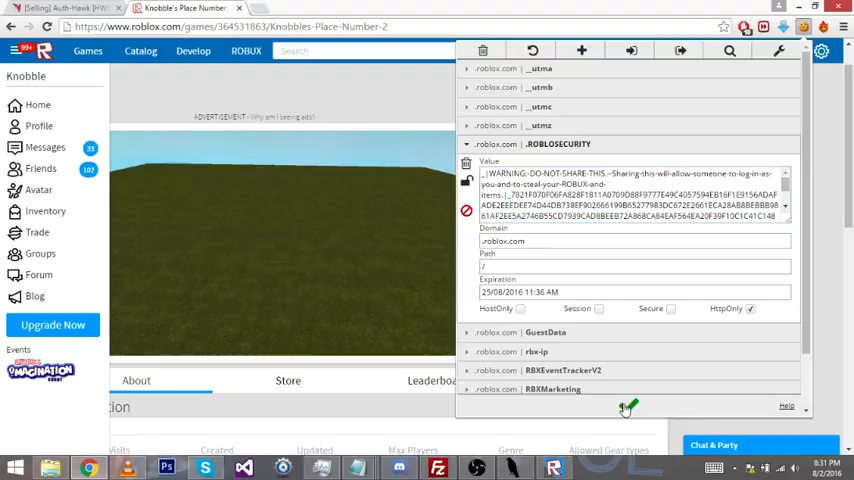 [Selling] Auth-Hawk [HW
Knobble's Place Number:
https://www.roblox.com/games/364531863/Knobbles-Place-Number-2
99+
Games
Catalog
Develop
ROBUX
Search
Knobble
Home
Profile
Messages
33
Friends
102
Avatar
Inventory
Trade
Groups
Forum
Blog
Upgrade Now
Events
IMAGINATION
EVENT
ADVERTISEMENT - Why am I seeing ads?
About
Store
Leaderboa
tion
Visits
Created
Updated
Max Players
Allowed Gear types
.roblox.com | __utma
.roblox.com | __utmb
.roblox.com | __utmc
.roblox.com | __utmz
.roblox.com | .ROBLOSECURITY
Value
_|WARNING:-DO-NOT-SHARE-THIS.--Sharing-this-will-allow-someone-to-log-in-as-
you-and-to-steal-your-ROBUX-and-
Domain
.roblox.com
Path
/
Expiration
25/08/2016 11:36 AM
HostOnly
Session
Secure
HttpOnly
.roblox.com | GuestData
.roblox.com | rbx-ip
.roblox.com | RBXEventTrackerV2
.roblox.com | RBXMarketing
Help
Chat & Party
8:31 PM
8/2/2016